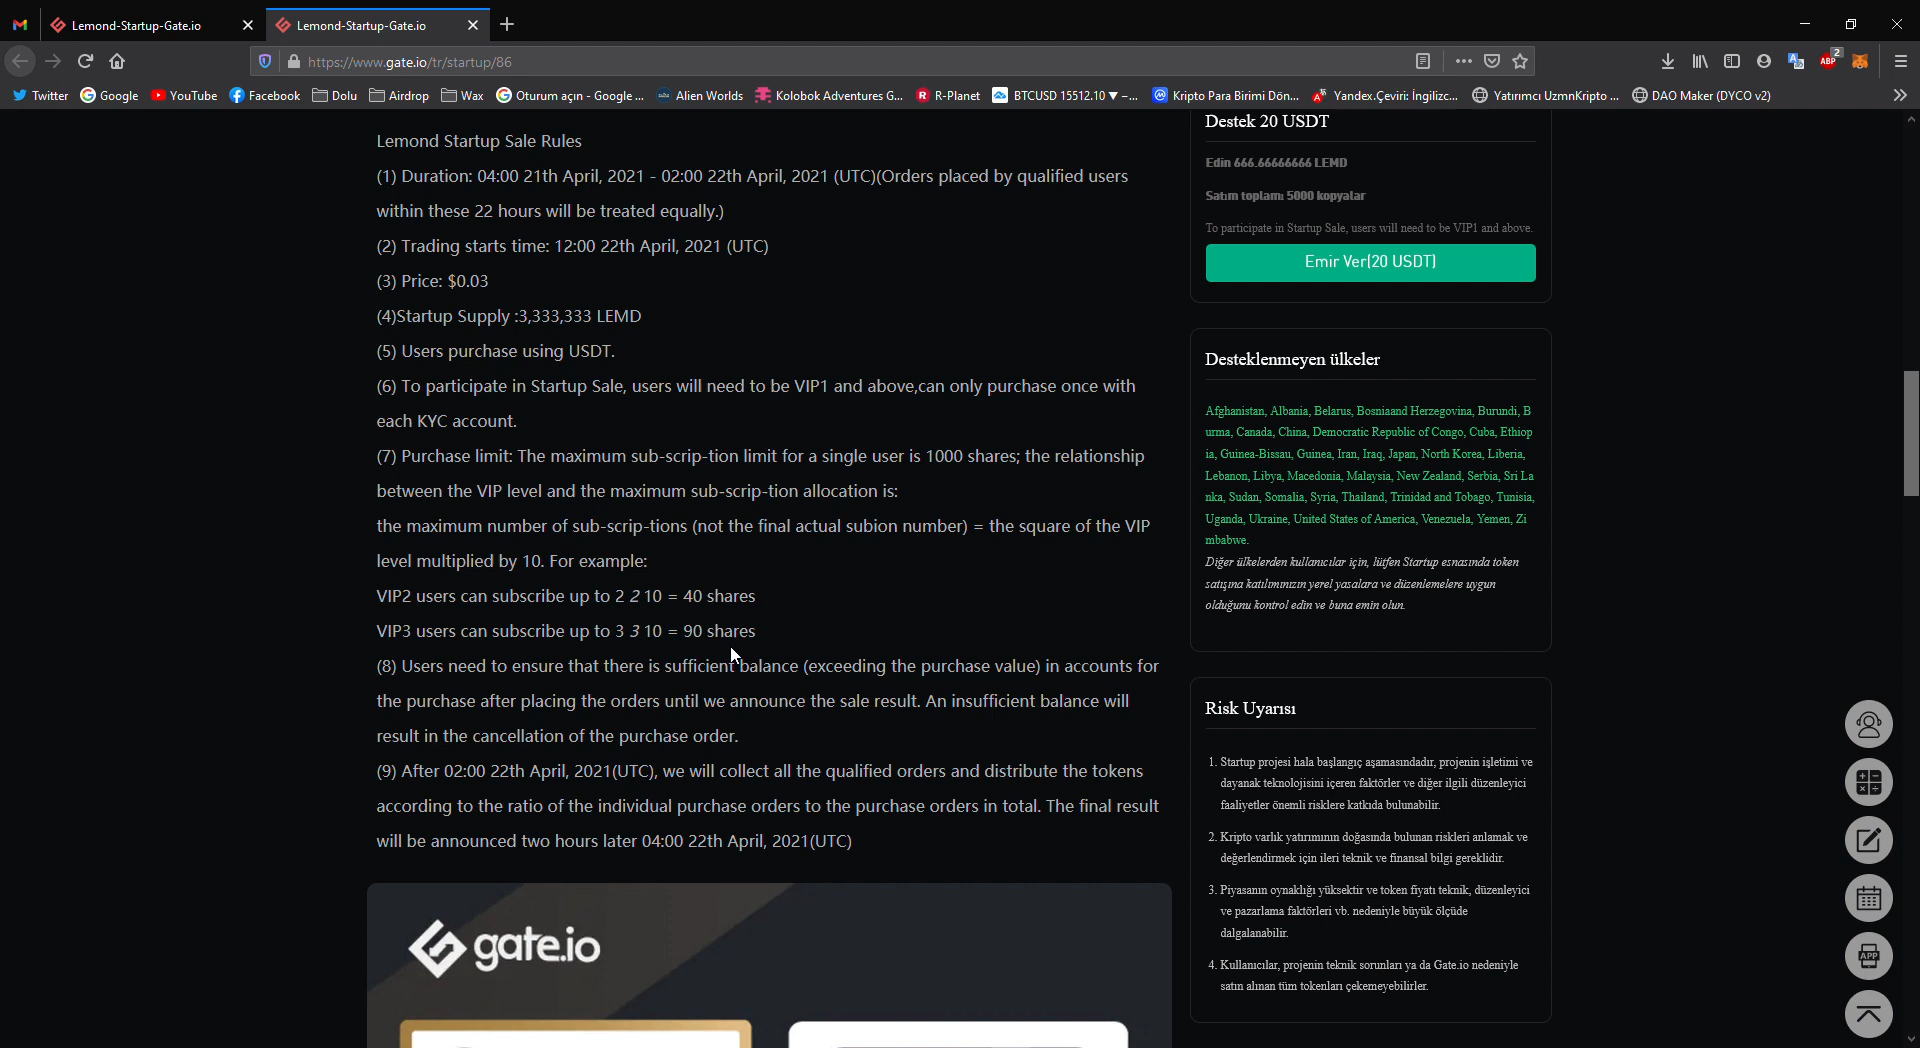 Lemond-Startup-Gate.io
Lemond-Startup-Gate.io
https://www.gate.io/tr/startup/86
2
ABP
Twitter
Google
YouTube
Facebook
Dolu
Airdrop
Wax
Oturum açın - Google ...
Alien Worlds
Kolobok Adventures G...
R-Planet
BTCUSD 15512.10 ▼ −...
Kripto Para Birimi Dön...
Yandex.Çeviri: İngilizc...
Yatırımcı UzmnKripto ...
DAO Maker (DYCO v2)
Lemond Startup Sale Rules
(1) Duration: 04:00 21th April, 2021 - 02:00 22th April, 2021 (UTC)(Orders placed by qualified users
within these 22 hours will be treated equally.)
(2) Trading starts time: 12:00 22th April, 2021 (UTC)
(3) Price: $0.03
(4)Startup Supply :3,333,333 LEMD
(5) Users purchase using USDT.
(6) To participate in Startup Sale, users will need to be VIP1 and above,can only purchase once with
each KYC account.
(7) Purchase limit: The maximum sub-scrip-tion limit for a single user is 1000 shares; the relationship
between the VIP level and the maximum sub-scrip-tion allocation is:
the maximum number of sub-scrip-tions (not the final actual subion number) = the square of the VIP
level multiplied by 10. For example:
VIP2 users can subscribe up to 2 2 10 = 40 shares
VIP3 users can subscribe up to 3 3 10 = 90 shares
(8) Users need to ensure that there is sufficient balance (exceeding the purchase value) in accounts for
the purchase after placing the orders until we announce the sale result. An insufficient balance will
result in the cancellation of the purchase order.
(9) After 02:00 22th April, 2021(UTC), we will collect all the qualified orders and distribute the tokens
according to the ratio of the individual purchase orders to the purchase orders in total. The final result
will be announced two hours later 04:00 22th April, 2021(UTC)
gate.io
Destek 20 USDT
Edin 666.66666666 LEMD
Satım toplamı 5000 kopyalar
To participate in Startup Sale, users will need to be VIP1 and above.
Emir Ver(20 USDT)
Desteklenmeyen ülkeler
Afghanistan, Albania, Belarus, Bosniaand Herzegovina, Burundi, B
urma, Canada, China, Democratic Republic of Congo, Cuba, Ethiop
ia, Guinea-Bissau, Guinea, Iran, Iraq, Japan, North Korea, Liberia,
Lebanon, Libya, Macedonia, Malaysia, New Zealand, Serbia, Sri La
nka, Sudan, Somalia, Syria, Thailand, Trinidad and Tobago, Tunisia,
Uganda, Ukraine, United States of America, Venezuela, Yemen, Zi
mbabwe.
Diğer ülkelerden kullanıcılar için, lütfen Startup esnasında token
satışına katılımınızın yerel yasalara ve düzenlemelere uygun
olduğunu kontrol edin ve buna emin olun.
Risk Uyarısı
1. Startup projesi hala başlangıç aşamasındadır, projenin işletimi ve
dayanak teknolojisini içeren faktörler ve diğer ilgili düzenleyici
faaliyetler önemli risklere katkıda bulunabilir.
2. Kripto varlık yatırımının doğasında bulunan riskleri anlamak ve
değerlendirmek için ileri teknik ve finansal bilgi gereklidir.
3. Piyasanın oynaklığı yüksektir ve token fiyatı teknik, düzenleyici
ve pazarlama faktörleri vb. nedeniyle büyük ölçüde
dalgalanabilir.
4. Kullanıcılar, projenin teknik sorunları ya da Gate.io nedeniyle
satın alınan tüm tokenları çekemeyebilirler.
APP